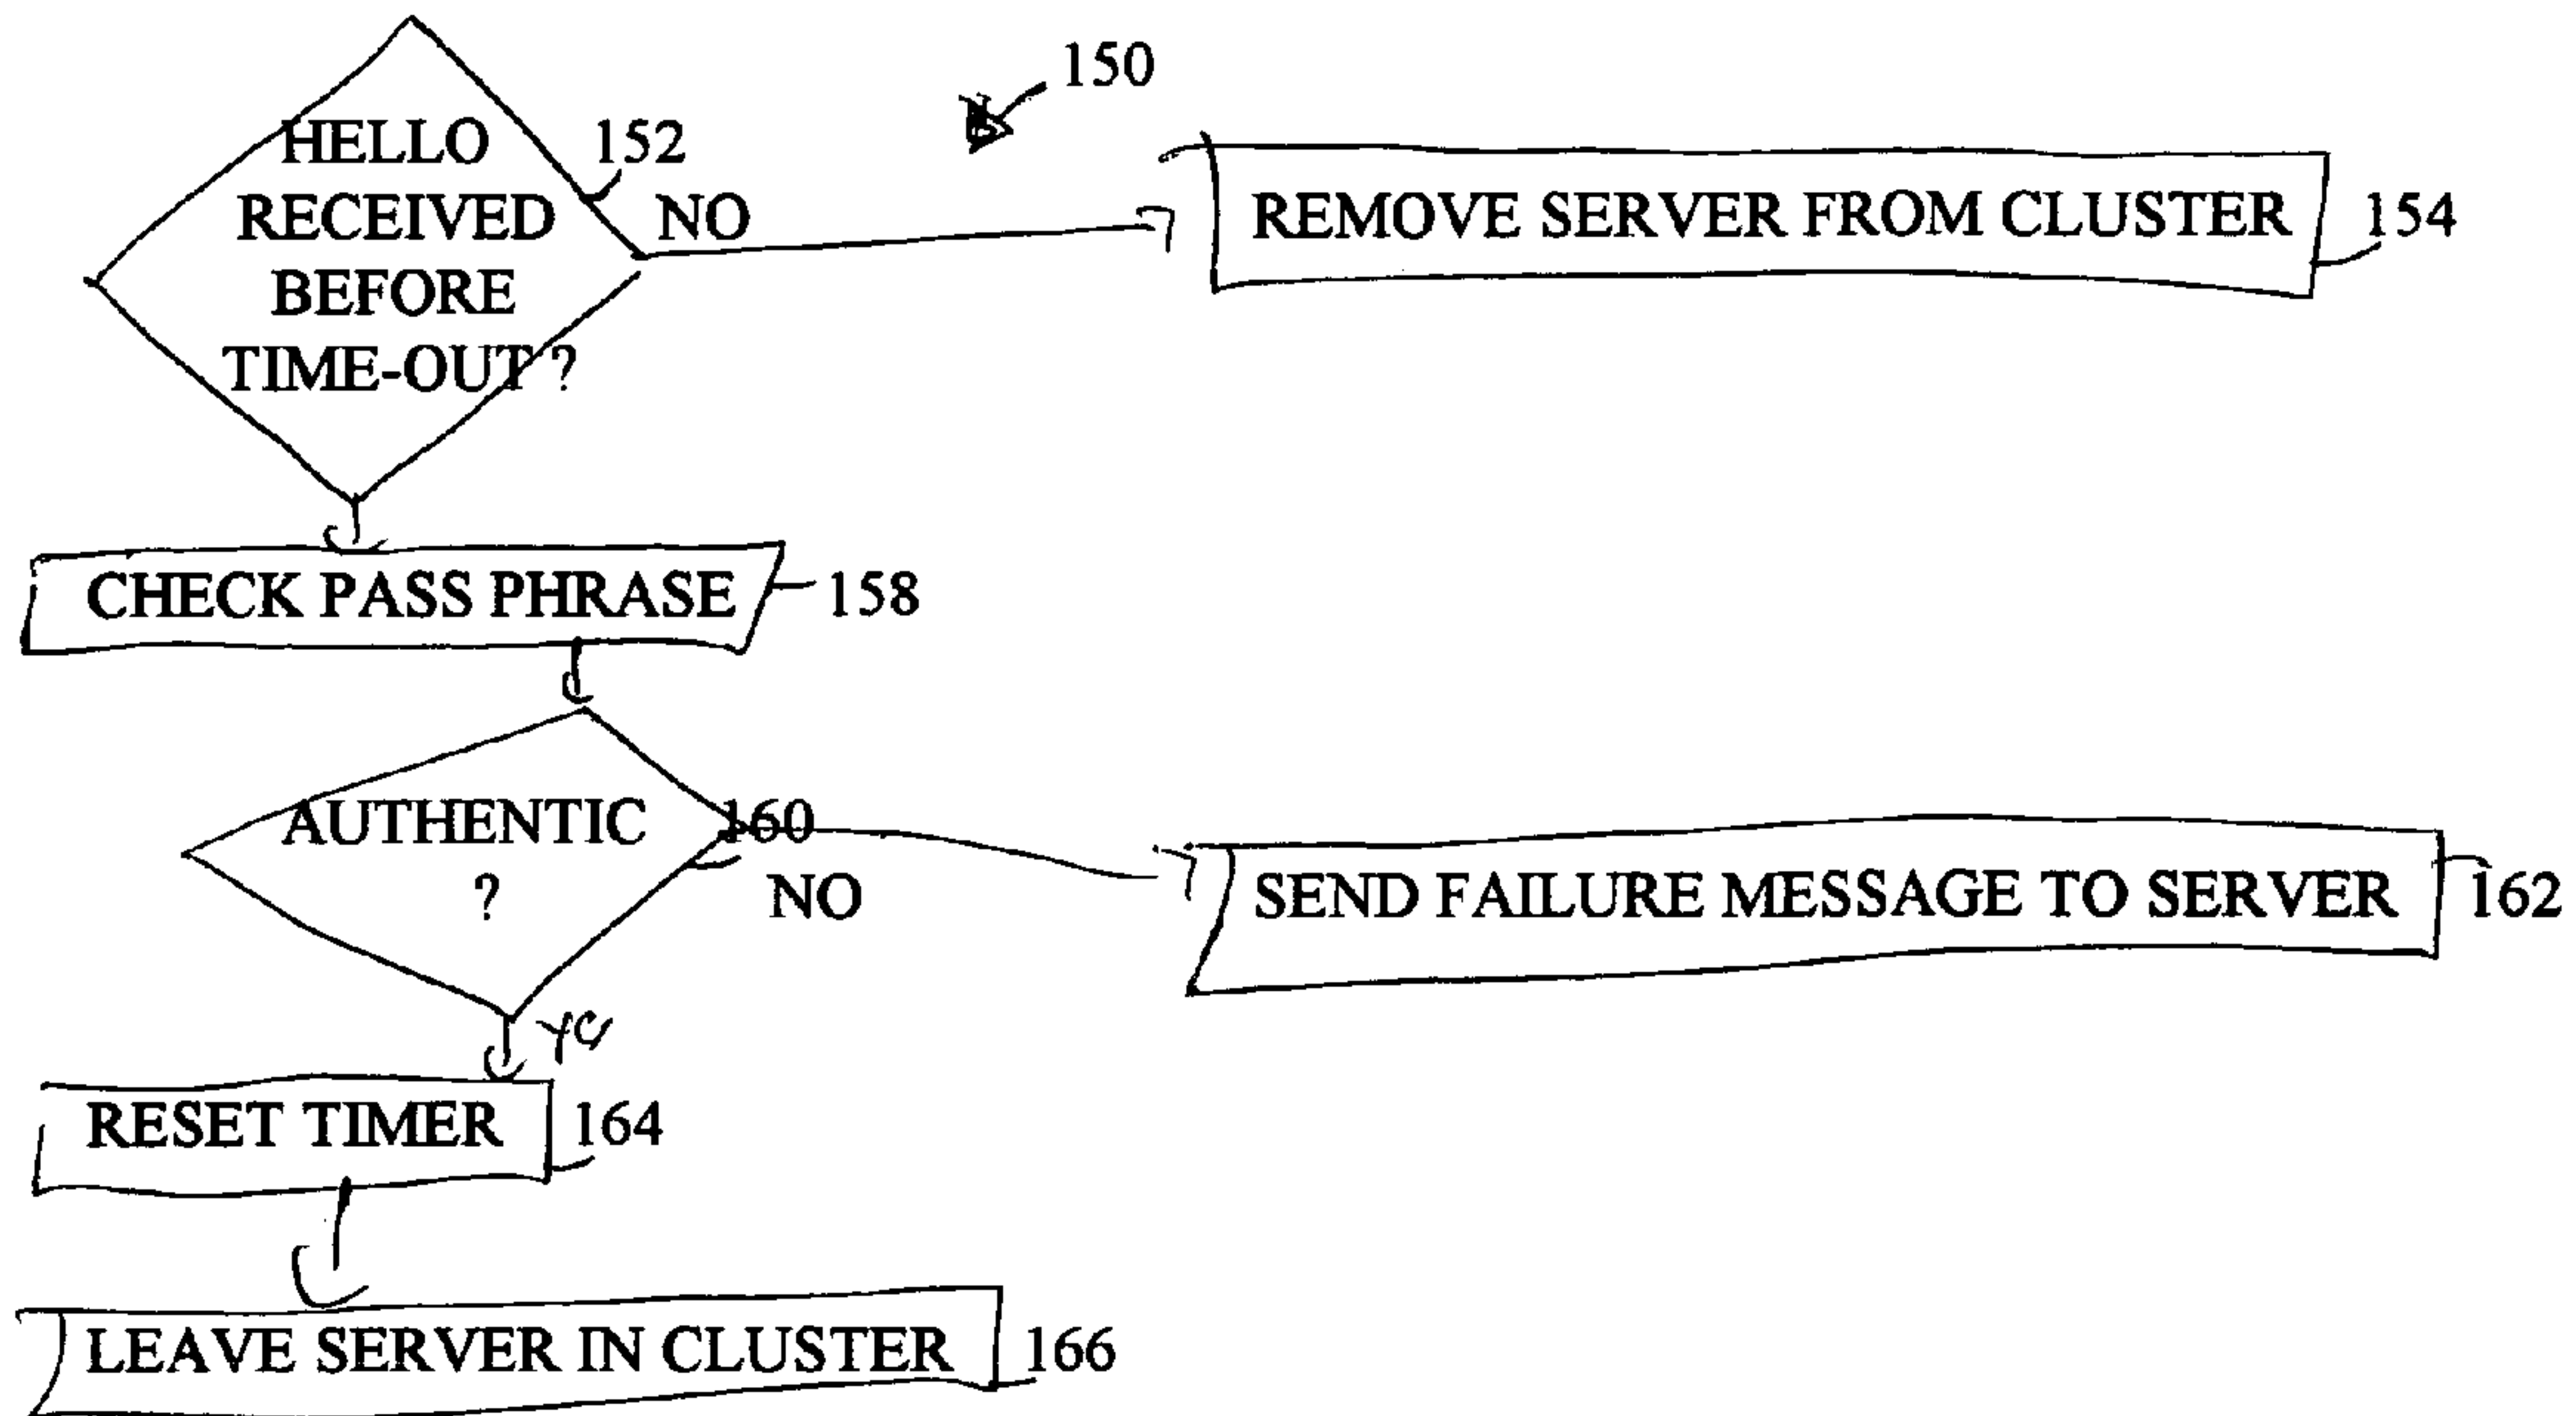 150
HELLO
152
RECEIVED
NO
BEFORE
TIME-OUT ?
REMOVE SERVER FROM CLUSTER
154
CHECK PASS PHRASE
158
AUTHENTIC
160
?
NO
SEND FAILURE MESSAGE TO SERVER
162
RESET TIMER
164
LEAVE SERVER IN CLUSTER
166